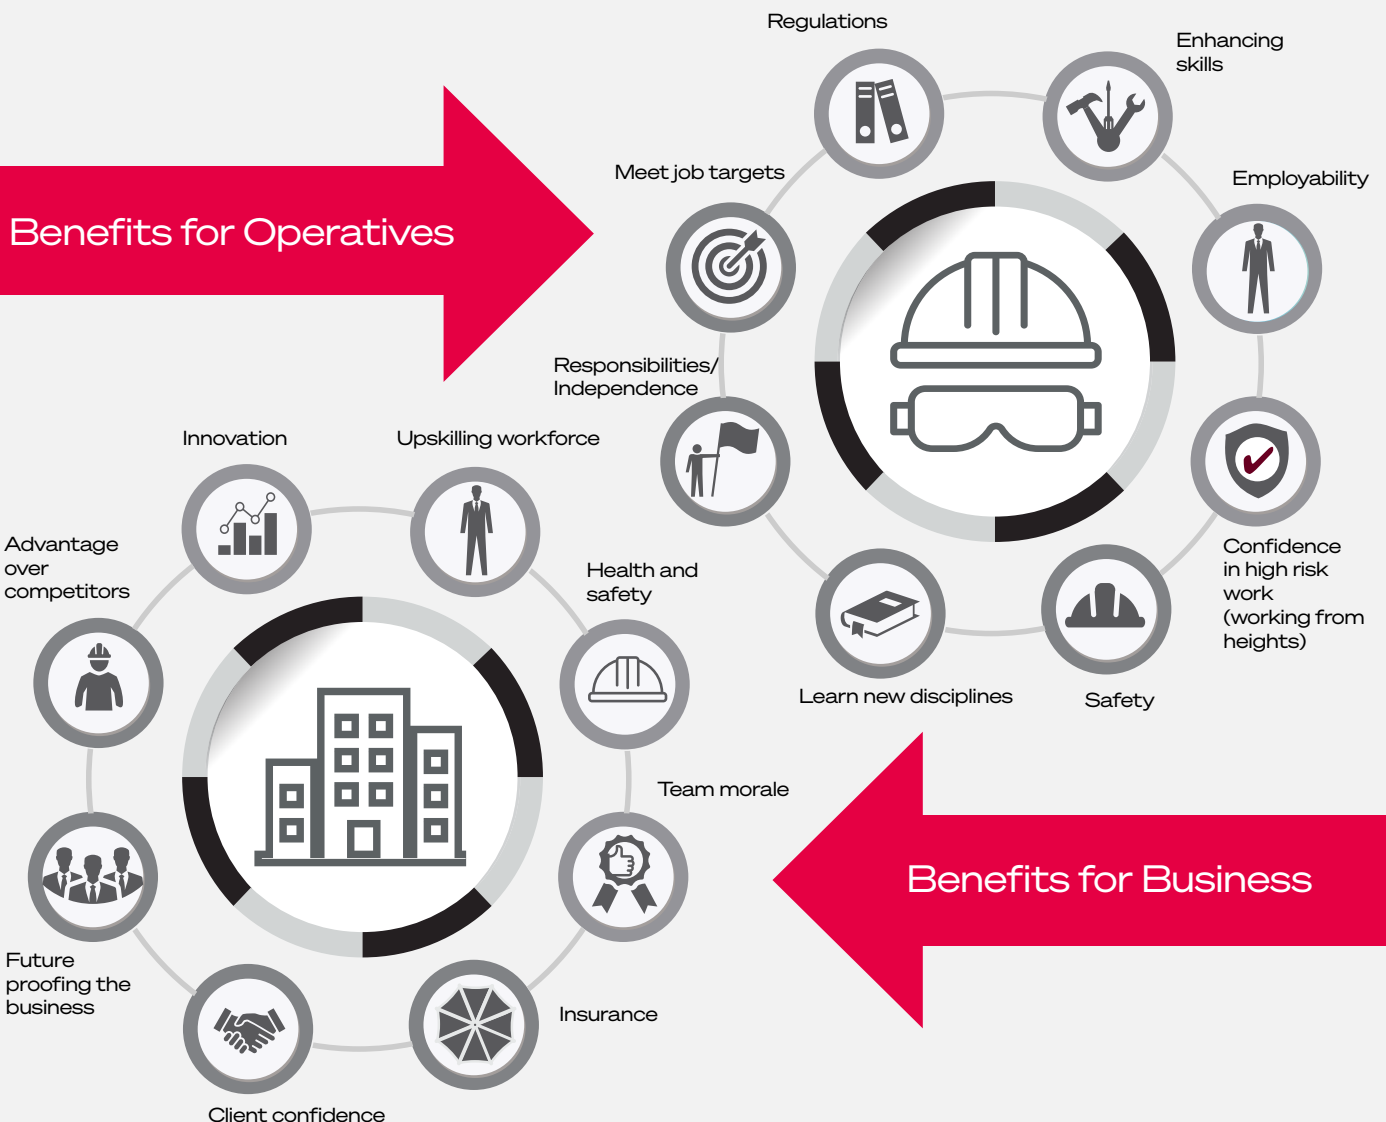 Benefits for Operatives
Regulations
Enhancing
skills
Employability
Confidence
in high risk
work
(working from
heights)
Safety
Learn new disciplines
Responsibilities/
Independence
Meet job targets
Benefits for Business
Innovation
Upskilling workforce
Health and
safety
Team morale
Insurance
Client confidence
Future
proofing the
business
Advantage
over
competitors